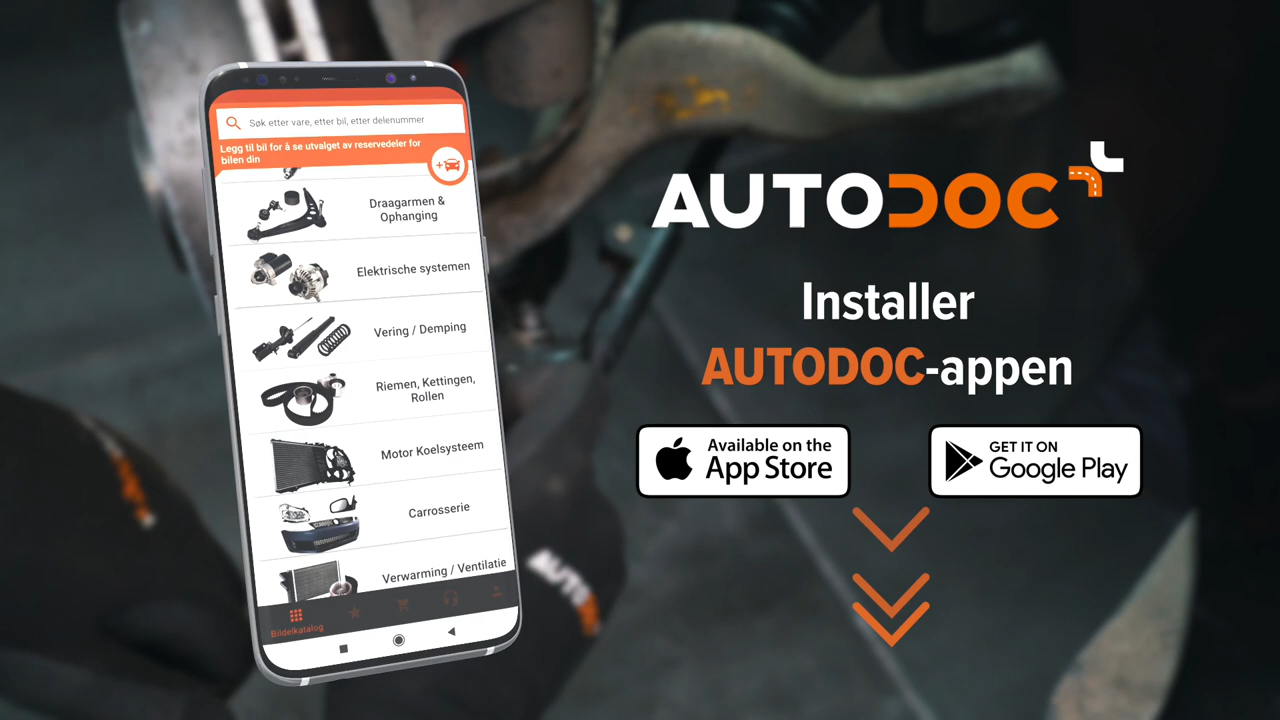 Søk etter vare, etter bil, etter delenummer
Legg til bil for å se utvalget av reservedeler for
bilen din
Draagarmen &
Ophanging
Elektrische systemen
Vering / Demping
Riemen, Kettingen,
Rollen
Motor Koelsysteem
Carrosserie
Verwarming / Ventilatie
Bildelkatalog
AUTODOC
Installer
AUTODOC-appen
Available on the
App Store
GET IT ON
Google Play
AUTO